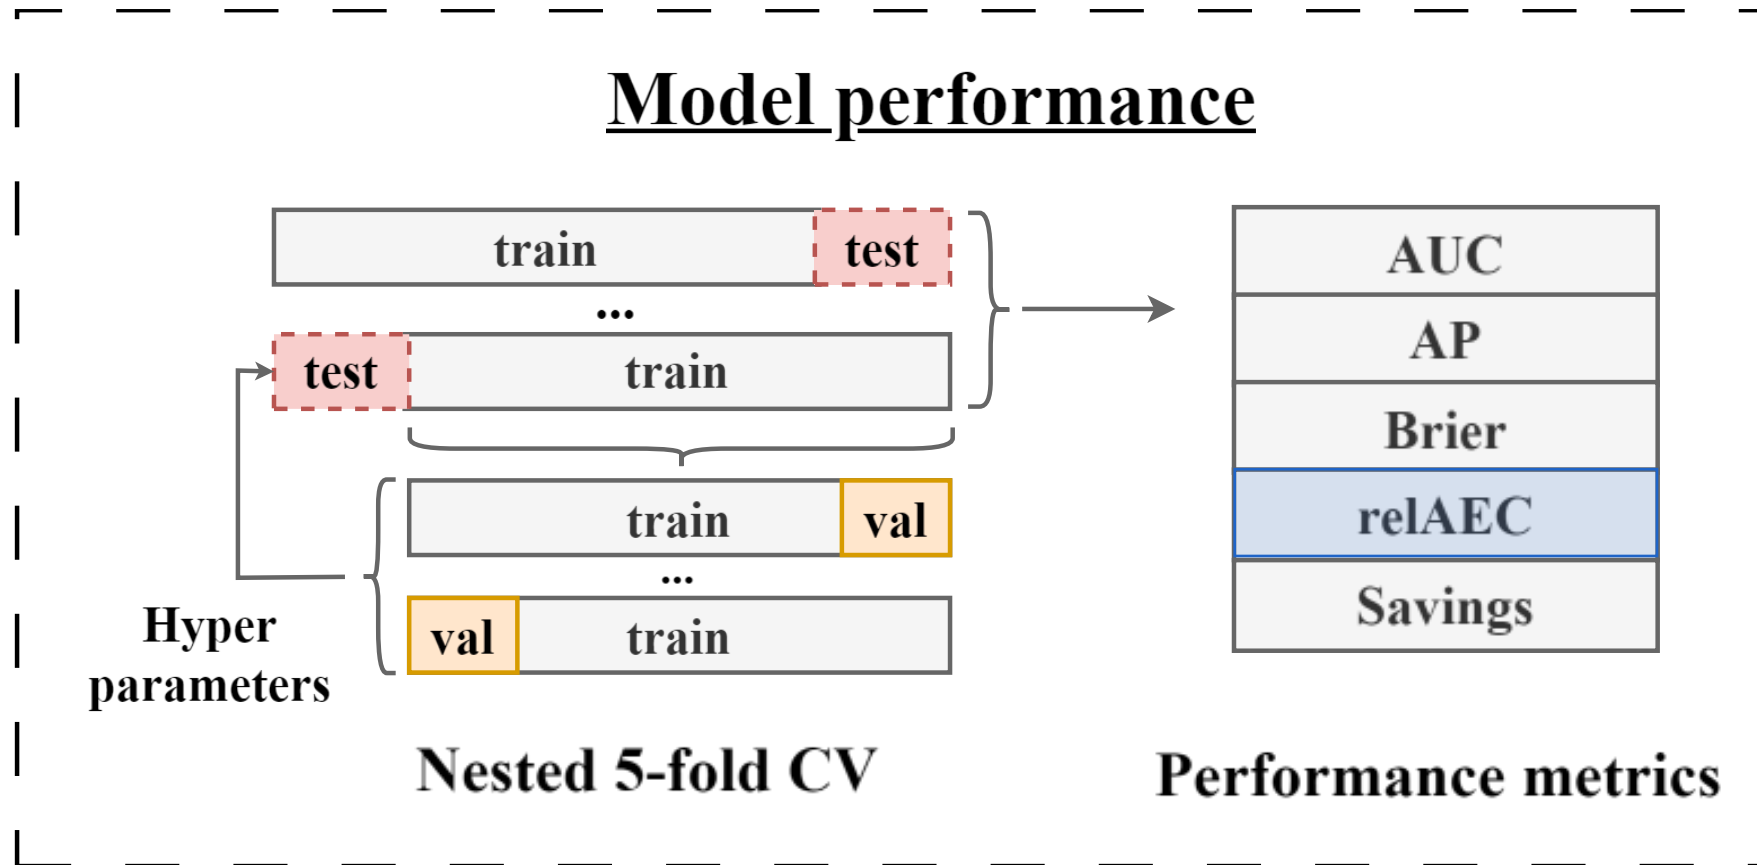 Model performance
train test
...
test train
train val
...
val train
Hyper
parameters
Nested 5-fold CV
AUC
AP
Brier
relAEC
Savings
Performance metrics